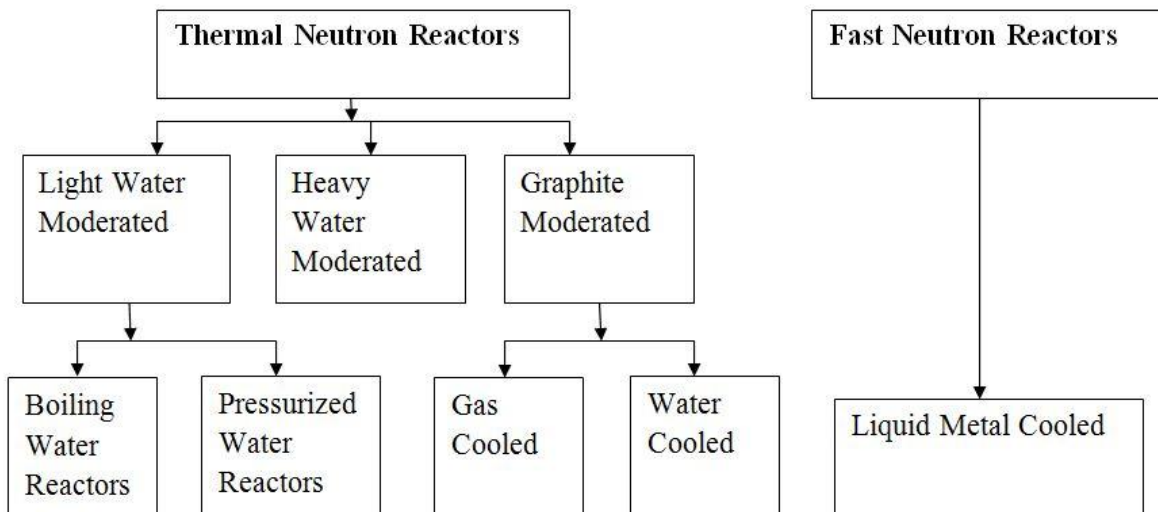 Thermal Neutron Reactors
Fast Neutron Reactors
Light Water
Moderated
Heavy
Water
Moderated
Graphite
Moderated
Boiling
Water
Reactors
Pressurized
Water
Reactors
Gas
Cooled
Water
Cooled
Liquid Metal Cooled